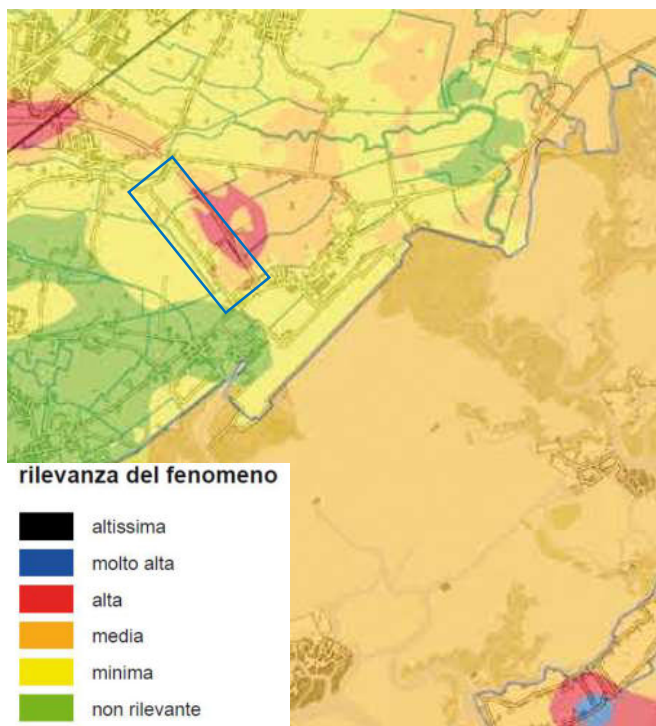 rilevanza del fenomeno
altissima
molto alta
alta
media
minima
non rilevante